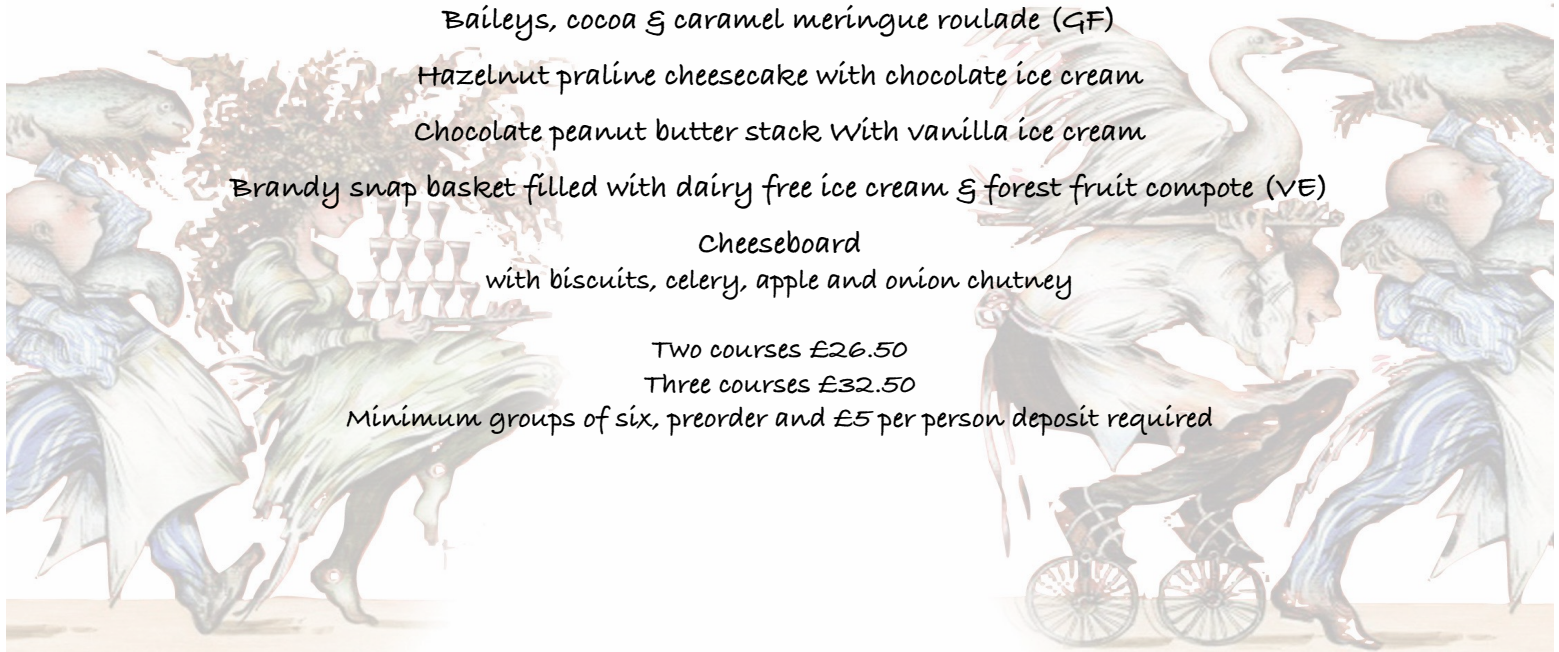 Baileys, cocoa & caramel meringue roulade (GF)
Hazelnut praline cheesecake with chocolate ice cream
Chocolate peanut butter stack With vanilla ice cream
Brandy snap basket filled with dairy free ice cream & forest fruit compote (VE)
Cheeseboard
with biscuits, celery, apple and onion chutney
Two courses £26.50
Three courses £32.50
Minimum groups of six, preorder and £5 per person deposit required